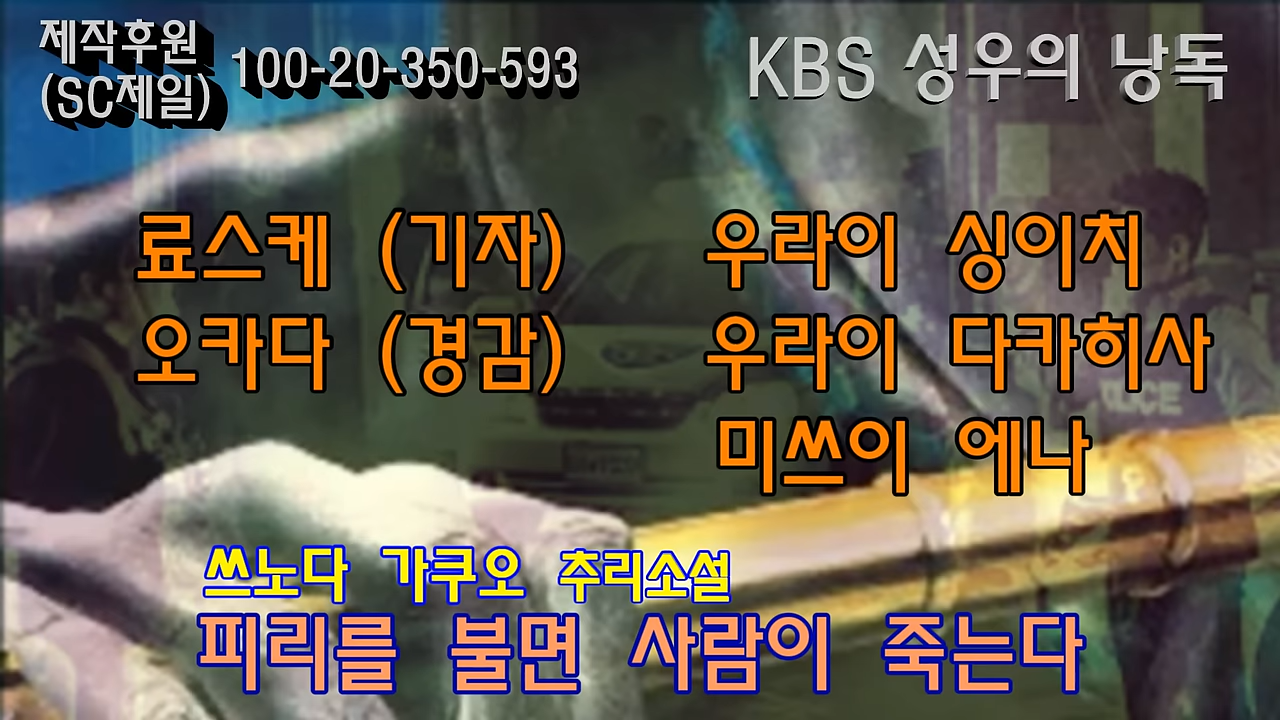 제작후원
(SC제일) 100-20-350-593
KBS 성우의 낭독
료스케 (기자) 우라이 싱이치
오카다 (경감) 우라이 다카히사
미쓰이 에나
쓰노다 가쿠오 추리소설
피리를 불면 사람이 죽는다